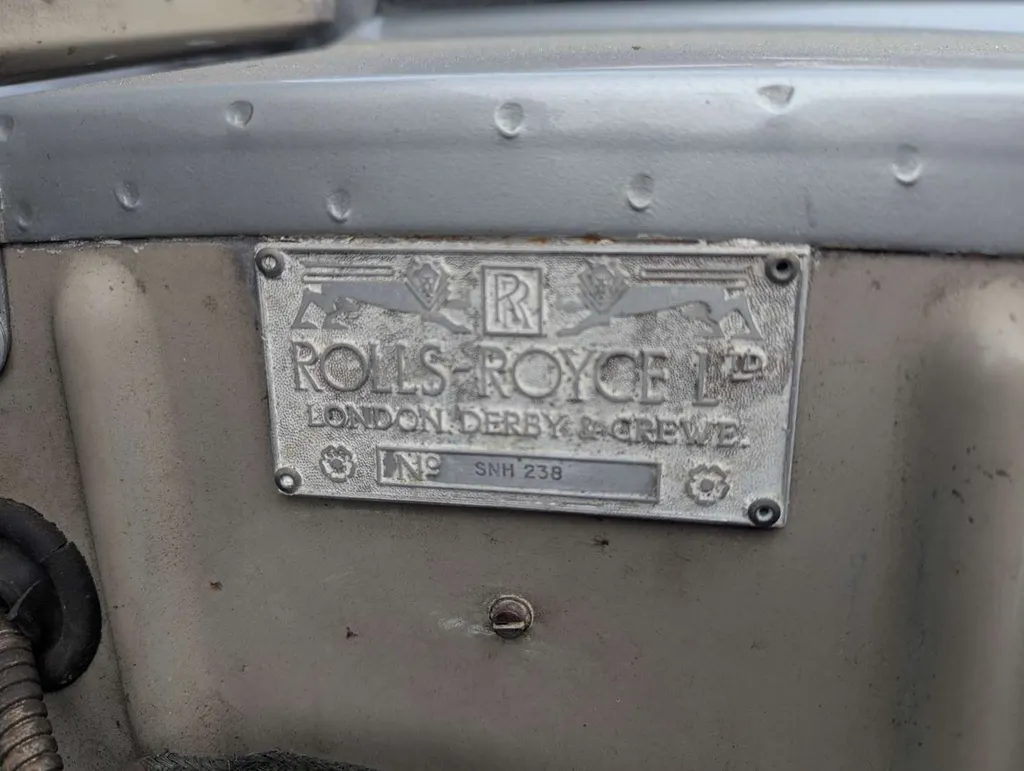 RR
ROLLS-ROYCE LTD.
LONDON. DERBY & CREWE.
No SNH 238